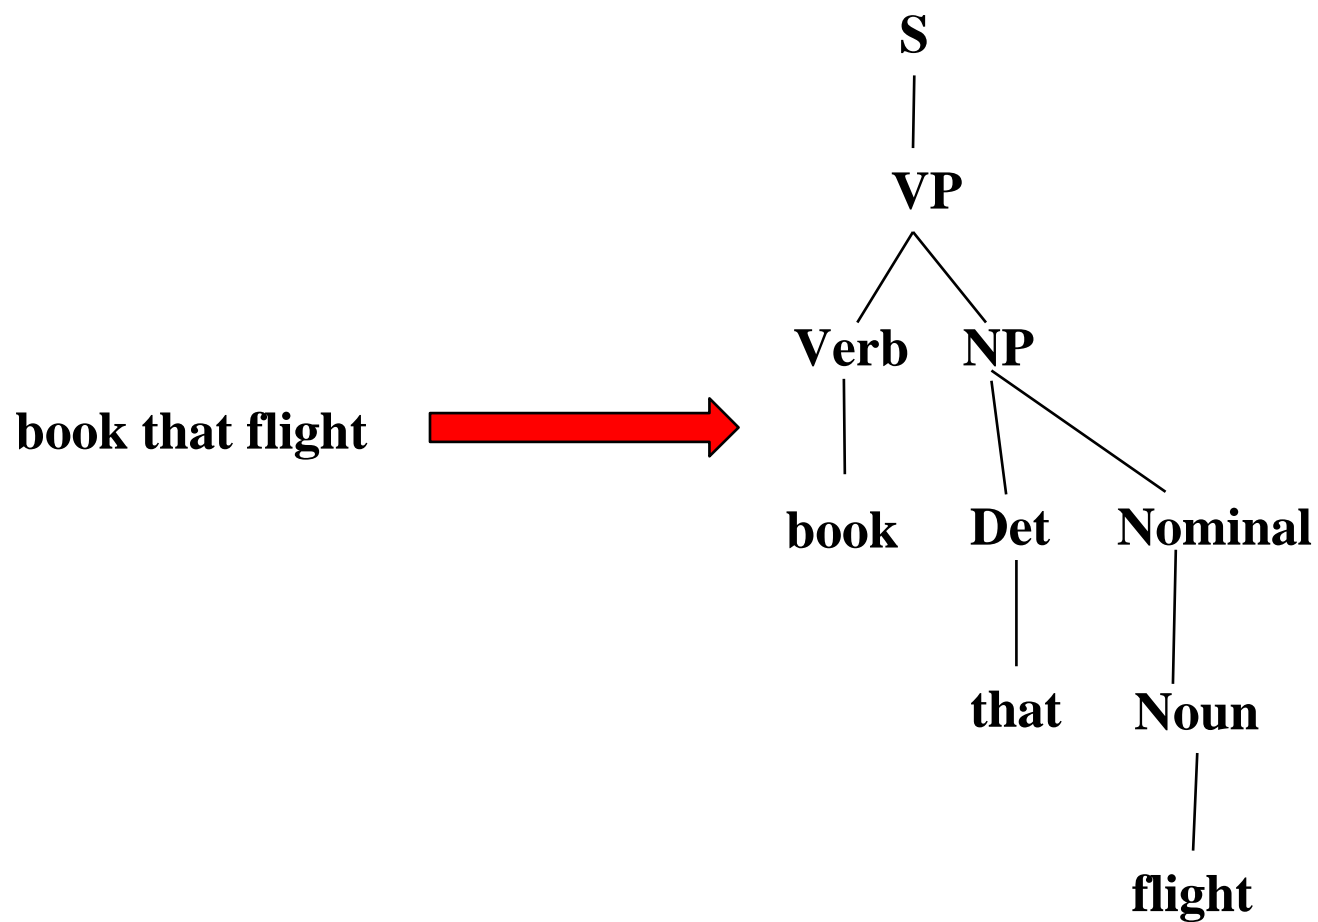 S
VP
Verb NP
book that flight
book Det Nominal
that Noun
flight